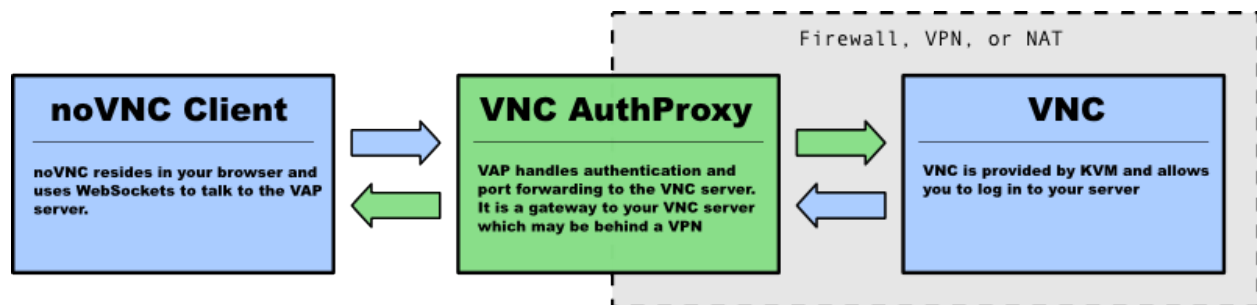 Firewall, VPN, or NAT
noVNC Client
noVNC resides in your browser and
uses WebSockets to talk to the VAP
server.
VNC AuthProxy
VAP handles authentication and
port forwarding to the VNC server.
It is a gateway to your VNC server
which may be behind a VPN
VNC
VNC is provided by KVM and allows
you to log in to your server